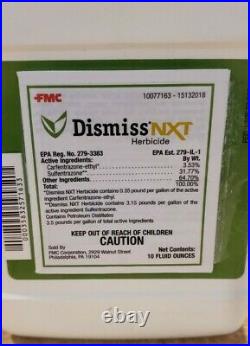 FMC
10077163 - 15132018
Dismiss NXT
Herbicide
EPA Reg. No. 279-3383
EPA Est. 279-IL-1
Active Ingredients:
By Wt.
Carfentrazone-ethyl*
3.53%
Sulfentrazone**
31.77%
Other Ingredients:
64.70%
Total:
100.00%
*Dismiss NXT Herbicide contains 0.35 pound per gallon of the active
ingredient Carfentrazone-ethyl.
**Dismiss NXT Herbicide contains 3.15 pounds per gallon of the active
ingredient Sulfentrazone.
Contains Petroleum Distillates
3.5 pounds per gallon of total active ingredients
KEEP OUT OF REACH OF CHILDREN
CAUTION
Sold by
FMC Corporation, 2929 Walnut Street
Philadelphia, PA 19104
Net Contents:
10 FLUID OUNCES